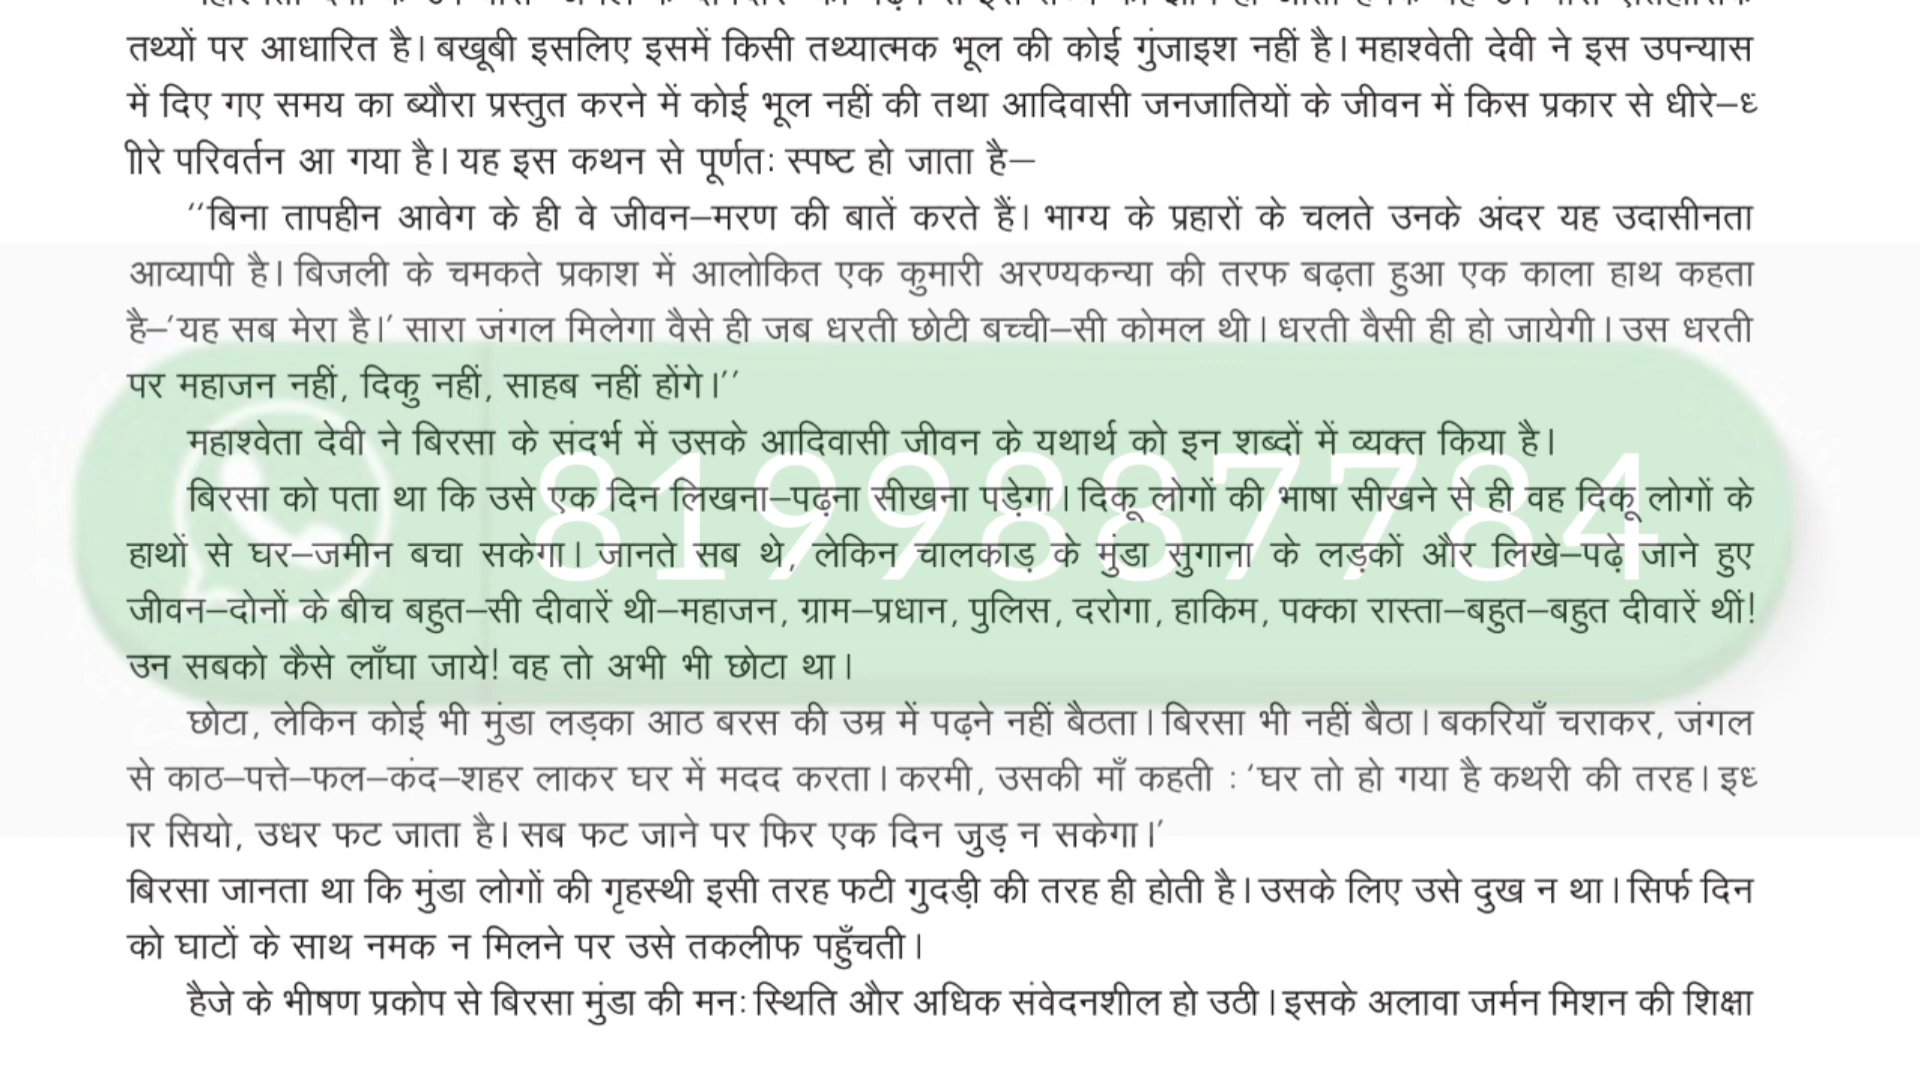 तथ्यों पर आधारित है। बखूबी इसलिए इसमें किसी तथ्यात्मक भूल की कोई गुंजाइश नहीं है। महाश्वेती देवी ने इस उपन्यास
में दिए गए समय का ब्यौरा प्रस्तुत करने में कोई भूल नहीं की तथा आदिवासी जनजातियों के जीवन में किस प्रकार से धीरे–ध
ीरे परिवर्तन आ गया है। यह इस कथन से पूर्णतः स्पष्ट हो जाता है–
‘‘बिना तापहीन आवेग के ही वे जीवन–मरण की बातें करते हैं। भाग्य के प्रहारों के चलते उनके अंदर यह उदासीनता
आव्यापी है। बिजली के चमकते प्रकाश में आलोकित एक कुमारी अरण्यकन्या की तरफ बढ़ता हुआ एक काला हाथ कहता
है–‘यह सब मेरा है।’ सारा जंगल मिलेगा वैसे ही जब धरती छोटी बच्ची–सी कोमल थी। धरती वैसी ही हो जायेगी। उस धरती
पर महाजन नहीं, दिकु नहीं, साहब नहीं होंगे।’’
महाश्वेता देवी ने बिरसा के संदर्भ में उसके आदिवासी जीवन के यथार्थ को इन शब्दों में व्यक्त किया है।
8199887784
बिरसा को पता था कि उसे एक दिन लिखना–पढ़ना सीखना पड़ेगा। दिकू लोगों की भाषा सीखने से ही वह दिकू लोगों के
हाथों से घर–जमीन बचा सकेगा। जानते सब थे, लेकिन चालकाड़ के मुंडा सुगाना के लड़कों और लिखे–पढ़े जाने हुए
जीवन–दोनों के बीच बहुत–सी दीवारें थी–महाजन, ग्राम–प्रधान, पुलिस, दरोगा, हाकिम, पक्का रास्ता–बहुत–बहुत दीवारें थीं!
उन सबको कैसे लाँघा जाये! वह तो अभी भी छोटा था।
छोटा, लेकिन कोई भी मुंडा लड़का आठ बरस की उम्र में पढ़ने नहीं बैठता। बिरसा भी नहीं बैठा। बकरियाँ चराकर, जंगल
से काठ–पत्ते–फल–कंद–शहर लाकर घर में मदद करता। करमी, उसकी माँ कहती : ‘घर तो हो गया है कथरी की तरह। इध
ार सियो, उधर फट जाता है। सब फट जाने पर फिर एक दिन जुड़ न सकेगा।’
बिरसा जानता था कि मुंडा लोगों की गृहस्थी इसी तरह फटी गुदड़ी की तरह ही होती है। उसके लिए उसे दुख न था। सिर्फ दिन
को घाटों के साथ नमक न मिलने पर उसे तकलीफ पहुँचती।
हैजे के भीषण प्रकोप से बिरसा मुंडा की मनः स्थिति और अधिक संवेदनशील हो उठी। इसके अलावा जर्मन मिशन की शिक्षा